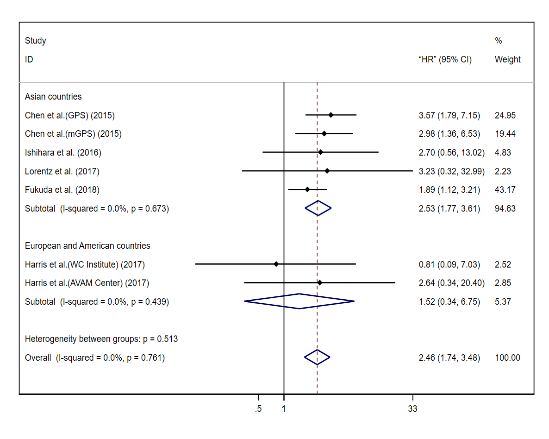 Study %
ID "HR" (95% CI) Weight
Asian countries
Chen et al.(GPS) (2015) 3.57 (1.79, 7.15) 24.95
Chen et al.(mGPS) (2015) 2.98 (1.36, 6.53) 19.44
Ishihara et al. (2016) 2.70 (0.56, 13.02) 4.83
Lorentz et al. (2017) 3.23 (0.32, 32.99) 2.23
Fukuda et al. (2018) 1.89 (1.12, 3.21) 43.17
Subtotal (I-squared = 0.0%, p = 0.673) 2.53 (1.77, 3.61) 94.63
European and American countries
Harris et al.(WC Institute) (2017) 0.81 (0.09, 7.03) 2.52
Harris et al.(AVAM Center) (2017) 2.64 (0.34, 20.40) 2.85
Subtotal (I-squared = 0.0%, p = 0.439) 1.52 (0.34, 6.75) 5.37
Heterogeneity between groups: p = 0.513
Overall (I-squared = 0.0%, p = 0.761) 2.46 (1.74, 3.48) 100.00
.5 1 33